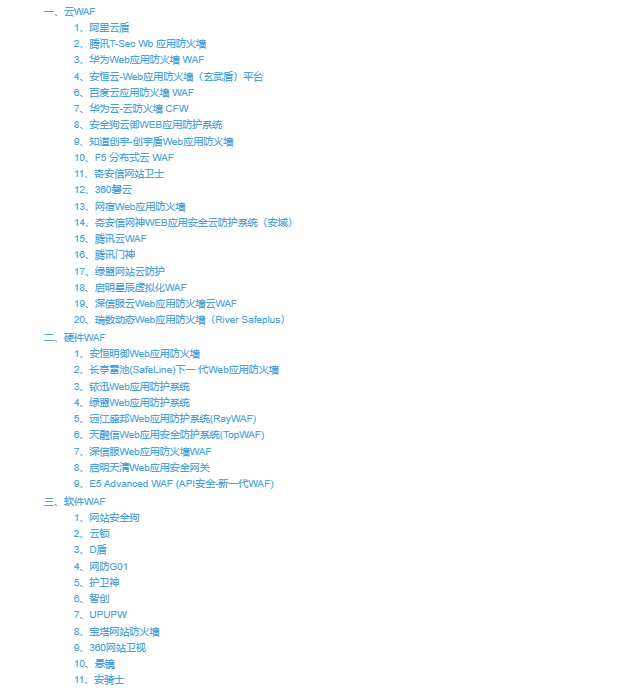 一、云WAF
1、阿里云盾
2、腾讯T-Sec Wb 应用防火墙
3、华为Web应用防火墙 WAF
4、安恒云-Web应用防火墙（玄武盾）平台
6、百度云应用防火墙 WAF
7、华为云-云防火墙 CFW
8、安全狗云御WEB应用防护系统
9、知道创宇-创宇盾Web应用防火墙
10、F5 分布式云 WAF
11、奇安信网站卫士
12、360磐云
13、网宿Web应用防火墙
14、奇安信网神WEB应用安全云防护系统（安域）
15、腾讯云WAF
16、腾讯门神
17、绿盟网站云防护
18、启明星辰虚拟化WAF
19、深信服云Web应用防火墙云WAF
20、瑞数动态Web应用防火墙（River Safeplus）
二、硬件WAF
1、安恒明御Web应用防火墙
2、长亭雷池(SafeLine)下一 代Web应用防火墙
3、铱迅Web应用防护系统
4、绿盟Web应用防护系统
5、远江盛邦Web应用防护系统(RayWAF)
6、天融信Web应用安全防护系统(TopWAF)
7、深信服Web应用防火墙WAF
8、启明天清Web应用安全网关
9、E5 Advanced WAF (API安全-新一代WAF)
三、软件WAF
1、网站安全狗
2、云锁
3、D盾
4、网防G01
5、护卫神
6、智创
7、UPUPW
8、宝塔网站防火墙
9、360网站卫视
10、悬镜
11、安骑士